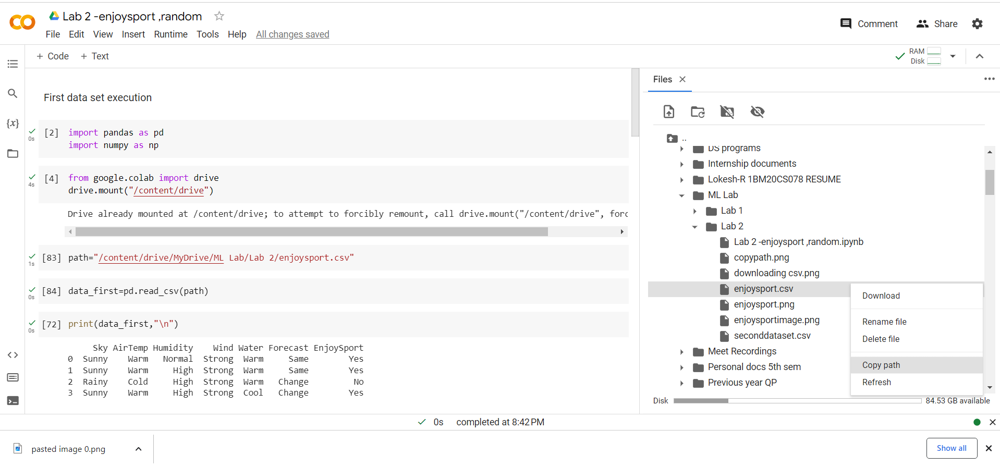 Lab 2 -enjoysport ,random
File Edit View Insert Runtime Tools Help All changes saved
Comment Share
+ Code + Text
RAM
Disk
First data set execution
[2] import pandas as pd
import numpy as np
0s
[4] from google.colab import drive
drive.mount("/content/drive")
4s
Drive already mounted at /content/drive; to attempt to forcibly remount, call drive.mount("/content/drive", forc
[83] path="/content/drive/MyDrive/ML Lab/Lab 2/enjoysport.csv"
1s
[84] data_first=pd.read_csv(path)
0s
[72] print(data_first,"\n")
0s
Sky AirTemp Humidity Wind Water Forecast EnjoySport
0 Sunny Warm Normal Strong Warm Same Yes
1 Sunny Warm High Strong Warm Same Yes
2 Rainy Cold High Strong Warm Change No
3 Sunny Warm High Strong Cool Change Yes
{x}
Files
..
DS programs
Internship documents
Lokesh-R 1BM20CS078 RESUME
ML Lab
Lab 1
Lab 2
Lab 2 -enjoysport ,random.ipynb
copypath.png
downloading csv.png
enjoysport.csv
enjoysport.png
enjoysportimage.png
seconddataset.csv
Meet Recordings
Personal docs 5th sem
Previous year QP
Download
Rename file
Delete file
Copy path
Refresh
Disk 84.53 GB available
0s completed at 8:42 PM
pasted image 0.png
Show all